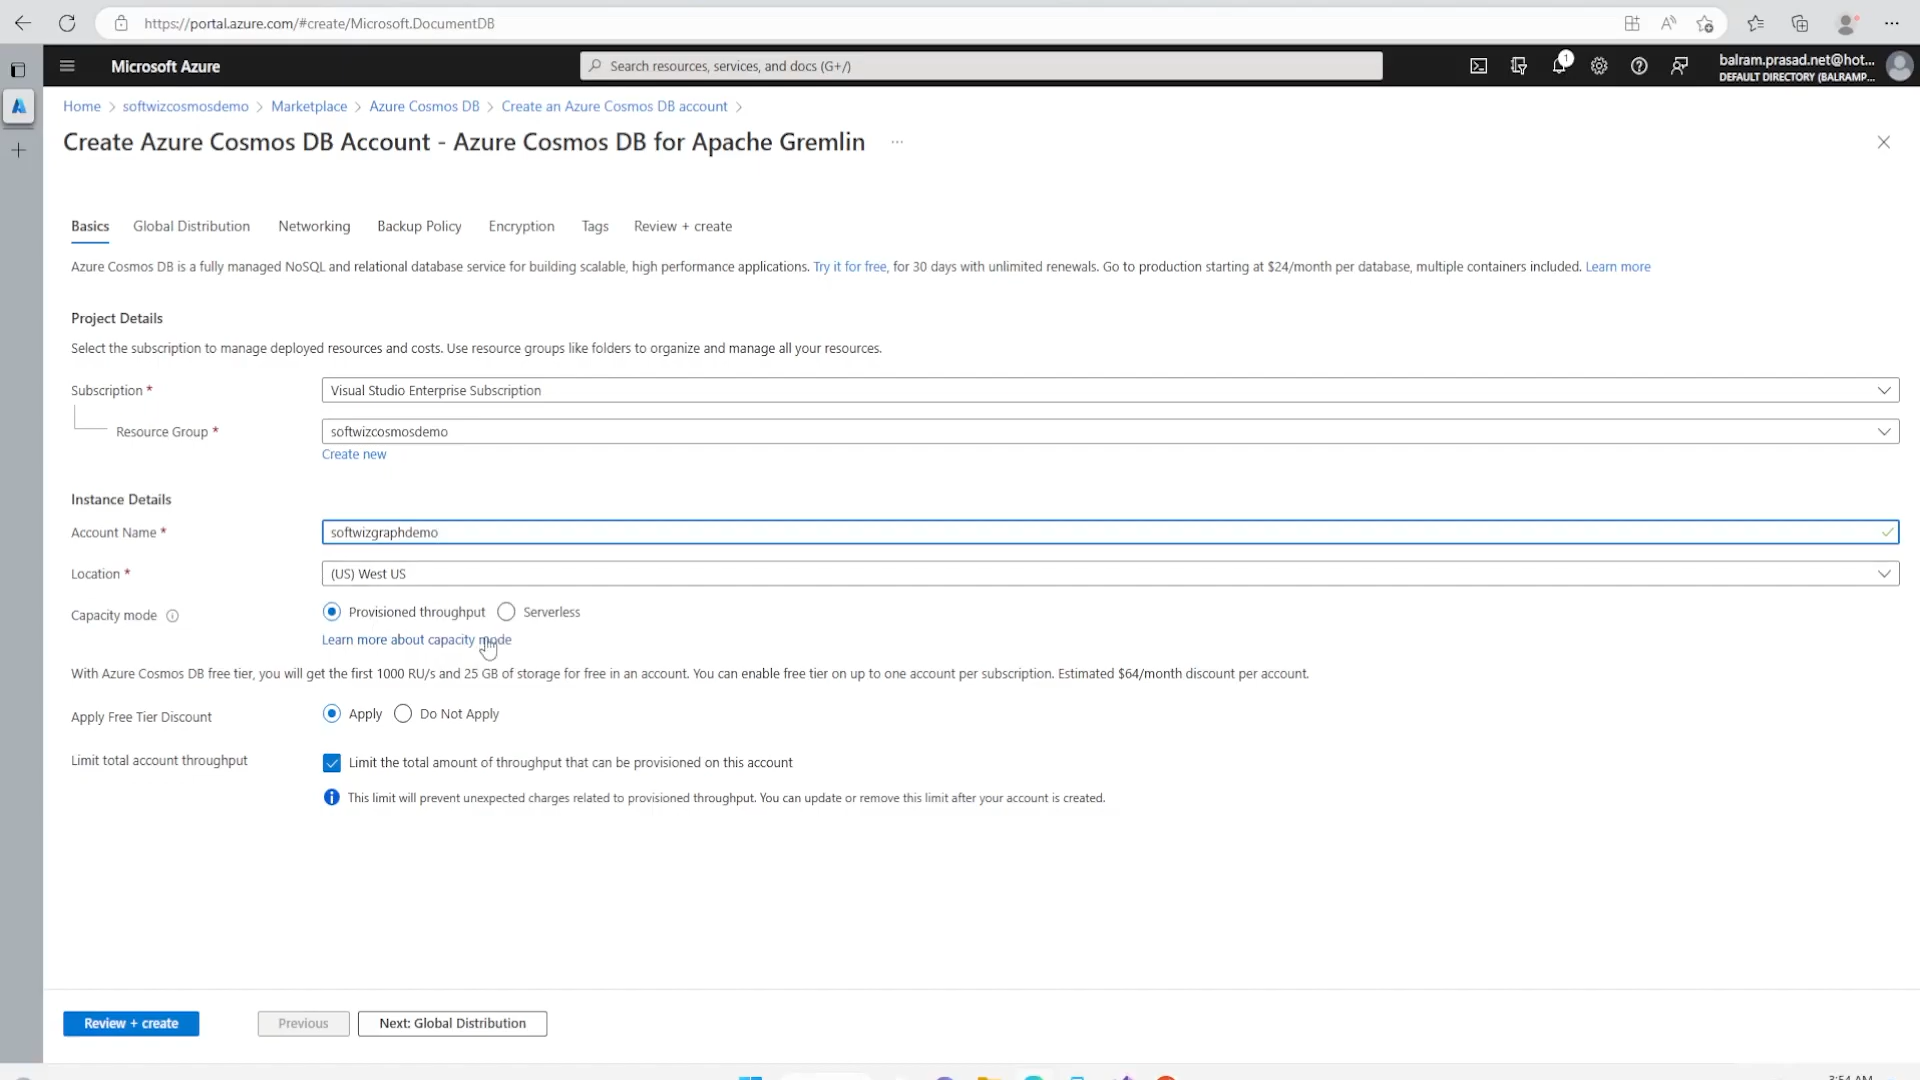 https://portal.azure.com/#create/Microsoft.DocumentDB
Microsoft Azure
Search resources, services, and docs (G+/)
1
balram.prasad.net@hot...
DEFAULT DIRECTORY (BALRAMP...
Home > softwizcosmosdemo > Marketplace > Azure Cosmos DB > Create an Azure Cosmos DB account >
Create Azure Cosmos DB Account - Azure Cosmos DB for Apache Gremlin ...
Basics Global Distribution Networking Backup Policy Encryption Tags Review + create
Azure Cosmos DB is a fully managed NoSQL and relational database service for building scalable, high performance applications. Try it for free, for 30 days with unlimited renewals. Go to production starting at $24/month per database, multiple containers included. Learn more
Project Details
Select the subscription to manage deployed resources and costs. Use resource groups like folders to organize and manage all your resources.
Subscription * Visual Studio Enterprise Subscription
Resource Group * softwizcosmosdemo
Create new
Instance Details
Account Name * softwizgraphdemo
Location * (US) West US
Capacity mode Provisioned throughput Serverless
Learn more about capacity mode
With Azure Cosmos DB free tier, you will get the first 1000 RU/s and 25 GB of storage for free in an account. You can enable free tier on up to one account per subscription. Estimated $64/month discount per account.
Apply Free Tier Discount Apply Do Not Apply
Limit total account throughput Limit the total amount of throughput that can be provisioned on this account
This limit will prevent unexpected charges related to provisioned throughput. You can update or remove this limit after your account is created.
Review + create Previous Next: Global Distribution
3:54 AM